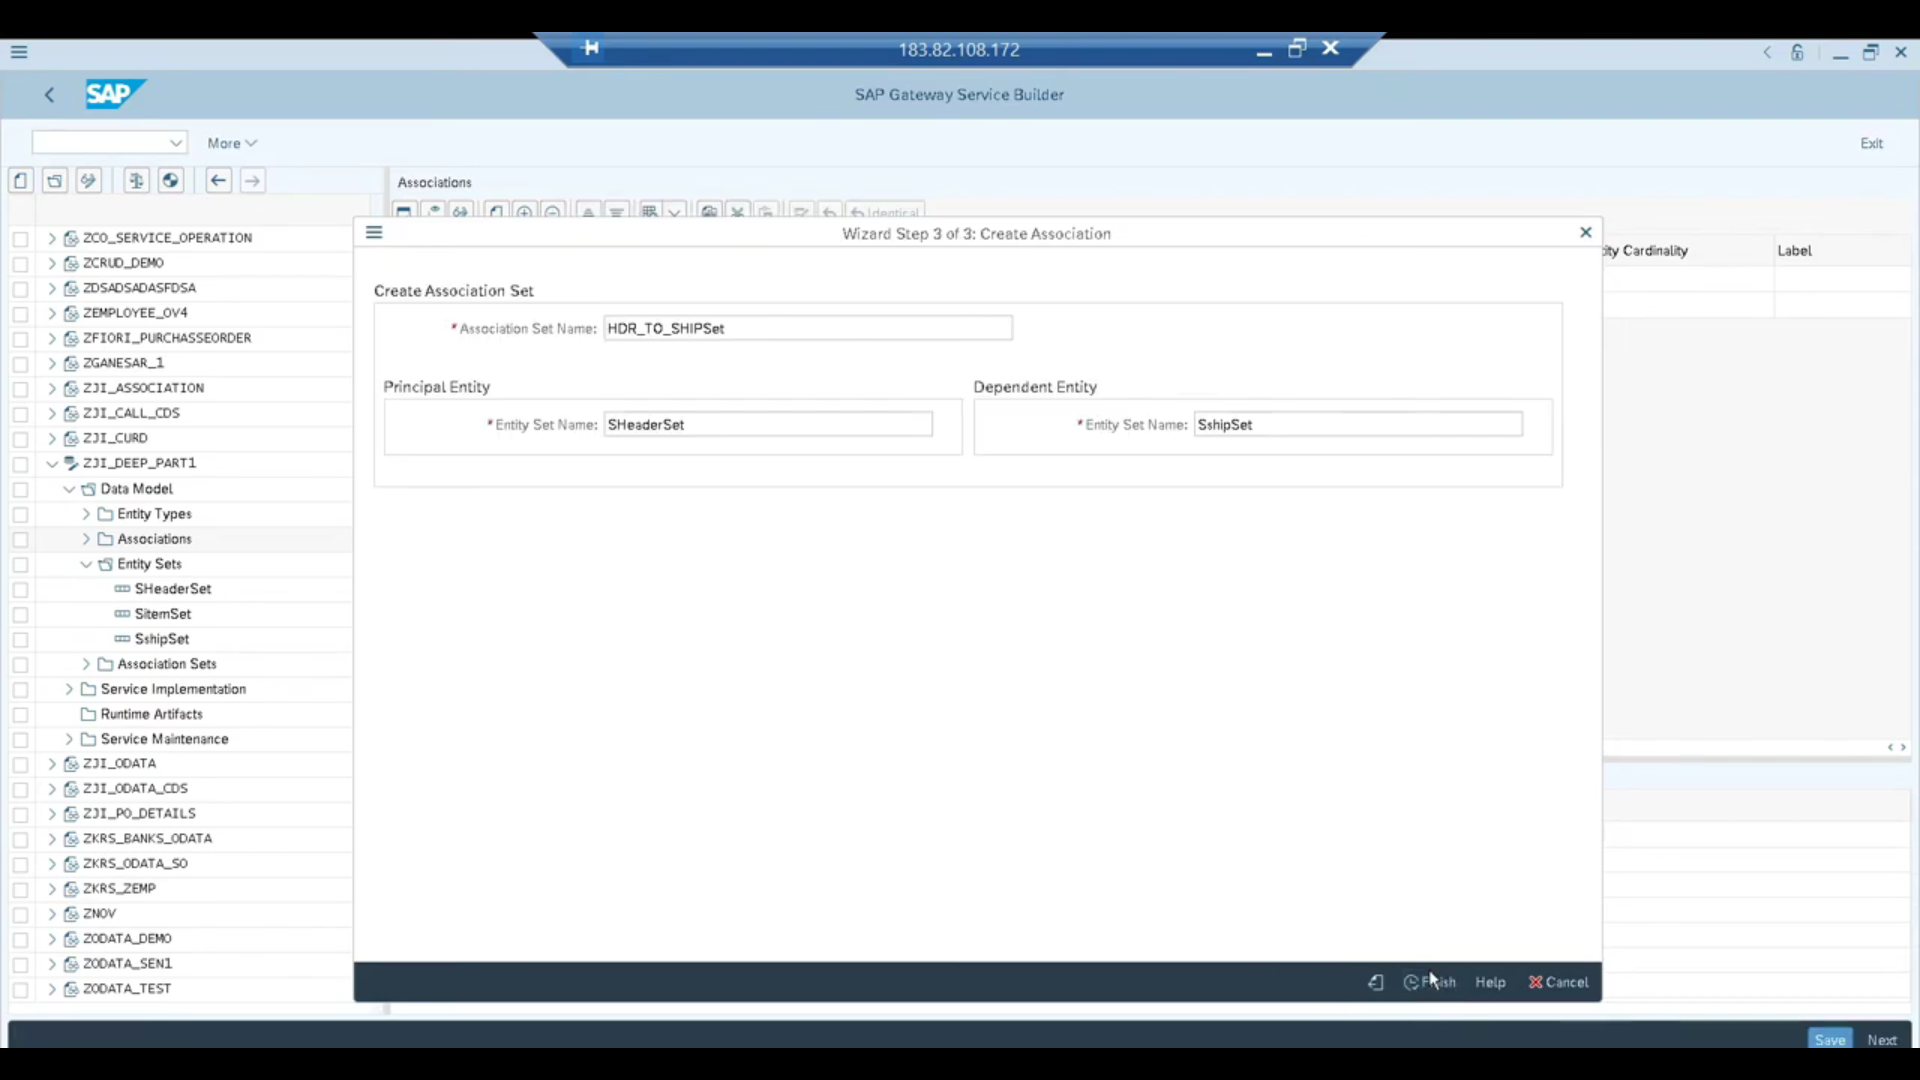 183.82.108.172
SAP
SAP Gateway Service Builder
More
Exit
Associations
Identical
Wizard Step 3 of 3: Create Association
ity Cardinality
Label
Create Association Set
* Association Set Name: HDR_TO_SHIPSet
Principal Entity
Dependent Entity
* Entity Set Name: SHeaderSet
* Entity Set Name: SshipSet
ZCO_SERVICE_OPERATION
ZCRUD_DEMO
ZDSADSADASFDSA
ZEMPLOYEE_OV4
ZFIORI_PURCHASSEORDER
ZGANESAR_1
ZJI_ASSOCIATION
ZJI_CALL_CDS
ZJI_CURD
ZJI_DEEP_PART1
Data Model
Entity Types
Associations
Entity Sets
SHeaderSet
SitemSet
SshipSet
Association Sets
Service Implementation
Runtime Artifacts
Service Maintenance
ZJI_ODATA
ZJI_ODATA_CDS
ZJI_PO_DETAILS
ZKRS_BANKS_ODATA
ZKRS_ODATA_SO
ZKRS_ZEMP
ZNOV
ZODATA_DEMO
ZODATA_SEN1
ZODATA_TEST
Finish
Help
Cancel
Save
Next